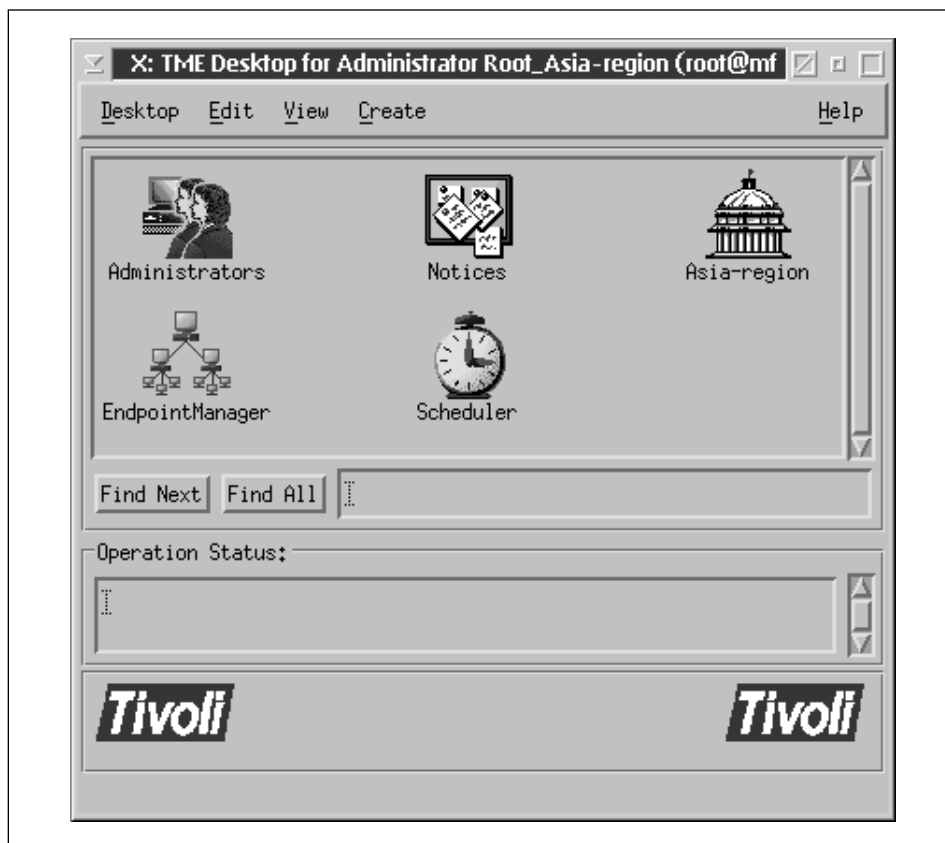 X: TME Desktop for Administrator Root_Asia-region (root@mf
Desktop Edit View Create Help
Administrators Notices Asia-region
EndpointManager Scheduler
Find Next Find All
Operation Status:
Tivoli Tivoli